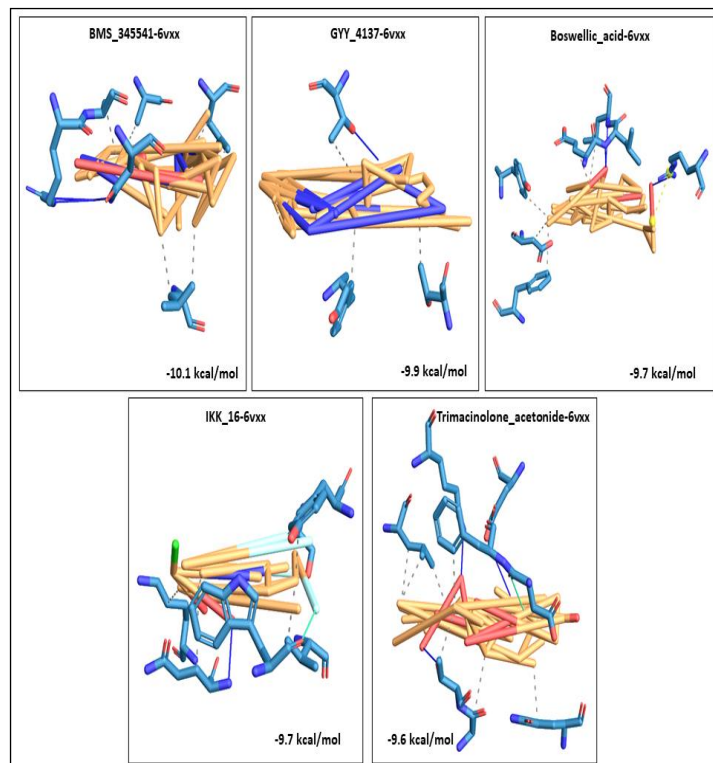 BMS_345541-6vxx
-10.1 kcal/mol
GYY_4137-6vxx
-9.9 kcal/mol
Boswellic_acid-6vxx
-9.7 kcal/mol
IKK_16-6vxx
-9.7 kcal/mol
Trimacinolone_acetonide-6vxx
-9.6 kcal/mol